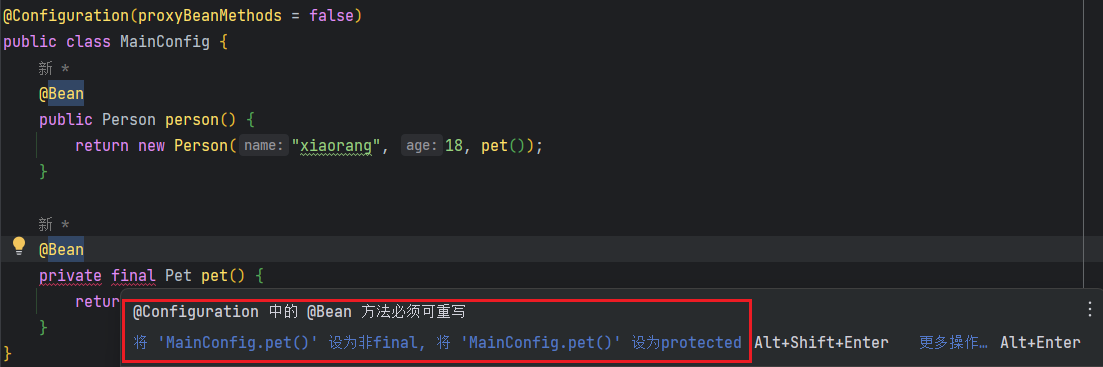 @Configuration(proxyBeanMethods = false)
public class MainConfig {
新 *
@Bean
public Person person() {
return new Person( name: "xiaorang", age: 18, pet());
}
新 *
@Bean
private final Pet pet() {
retur
@Configuration 中的 @Bean 方法必须可重写
}
将 'MainConfig.pet()' 设为非final, 将 'MainConfig.pet()' 设为protected Alt+Shift+Enter 更多操作… Alt+Enter
}